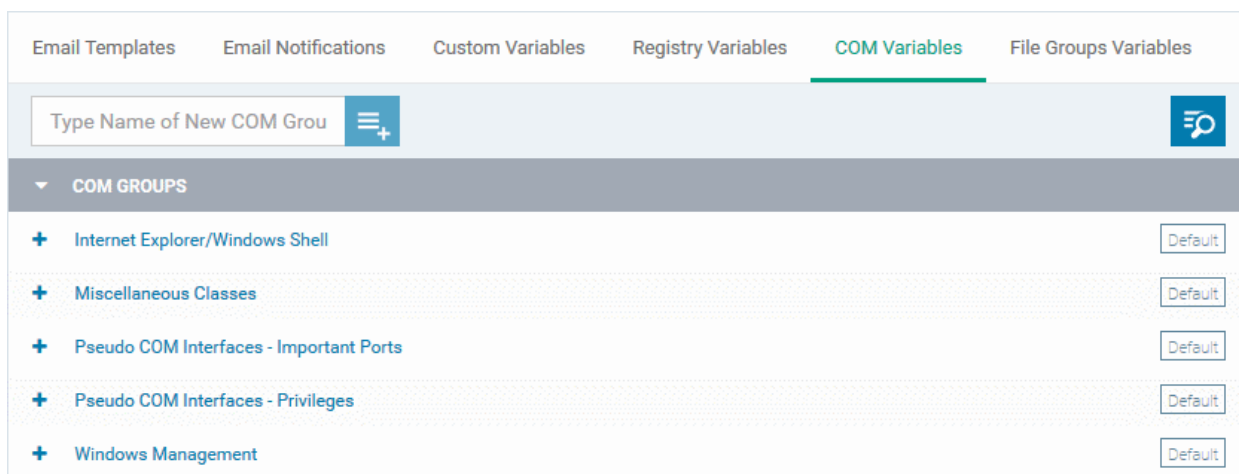 Email Templates Email Notifications Custom Variables Registry Variables COM Variables File Groups Variables
Type Name of New COM Grou
COM GROUPS
Internet Explorer/Windows Shell Default
Miscellaneous Classes Default
Pseudo COM Interfaces - Important Ports Default
Pseudo COM Interfaces - Privileges Default
Windows Management Default